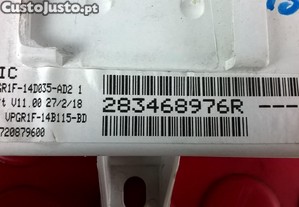 CustoJusto.pt
IC
GR1F-14D035-AD2 1
t V11.00 27/2/18
VPGR1F-14B115-BD
720879600
283468976R